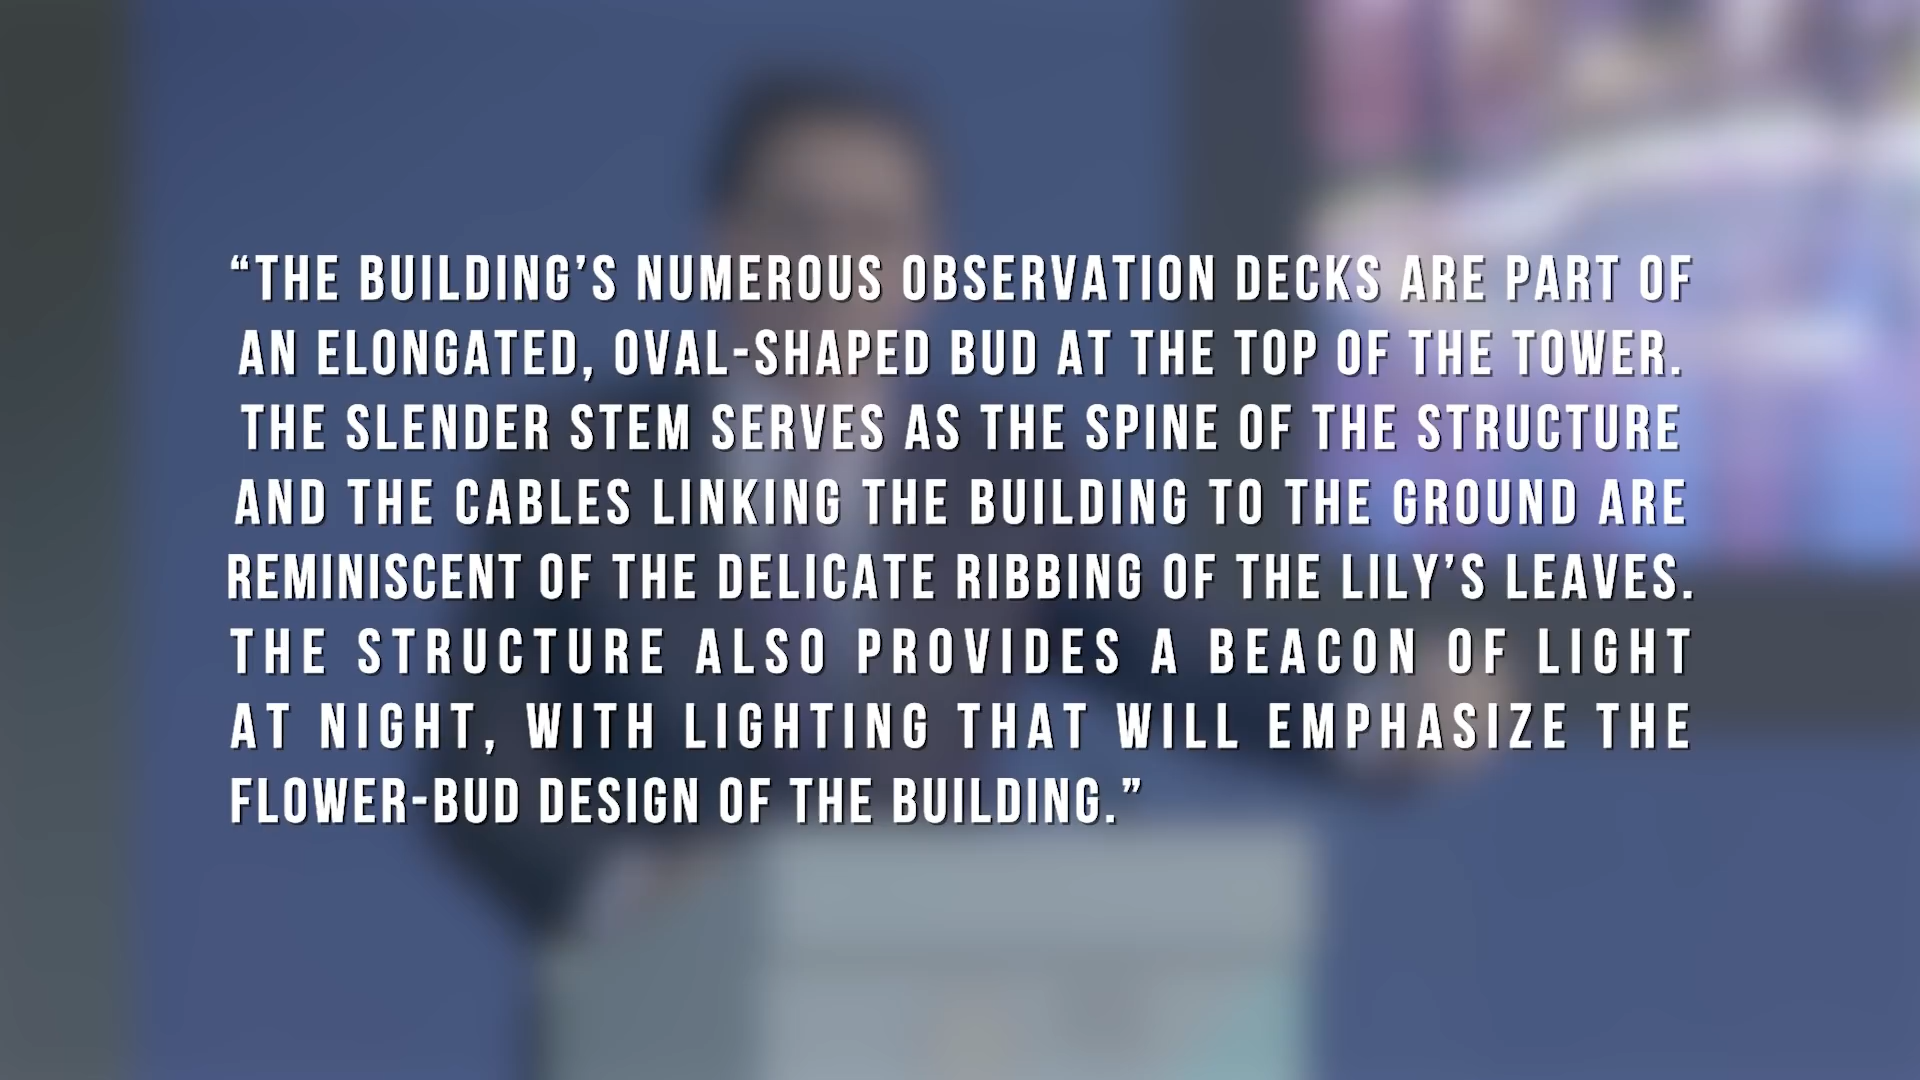 “THE BUILDING’S NUMEROUS OBSERVATION DECKS ARE PART OF
AN ELONGATED, OVAL-SHAPED BUD AT THE TOP OF THE TOWER.
THE SLENDER STEM SERVES AS THE SPINE OF THE STRUCTURE
AND THE CABLES LINKING THE BUILDING TO THE GROUND ARE
REMINISCENT OF THE DELICATE RIBBING OF THE LILY’S LEAVES.
THE STRUCTURE ALSO PROVIDES A BEACON OF LIGHT
AT NIGHT, WITH LIGHTING THAT WILL EMPHASIZE THE
FLOWER-BUD DESIGN OF THE BUILDING.”